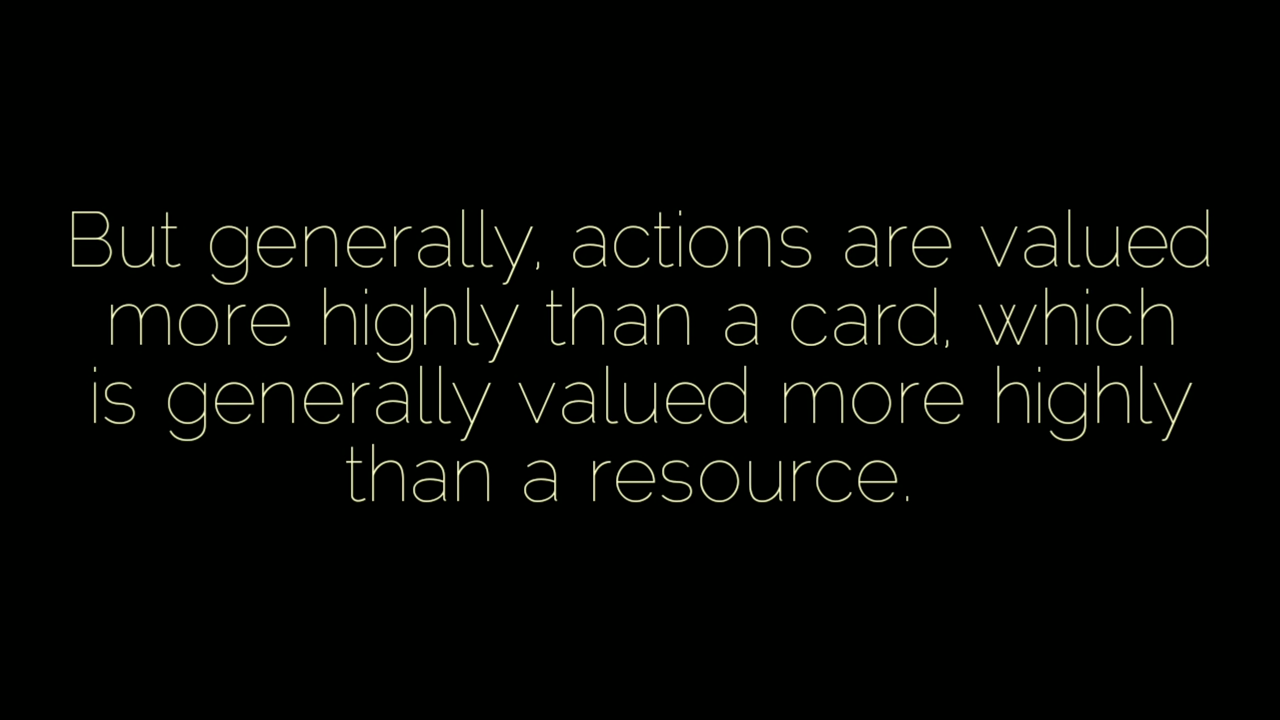 But generally, actions are valued
more highly than a card, which
is generally valued more highly
than a resource.